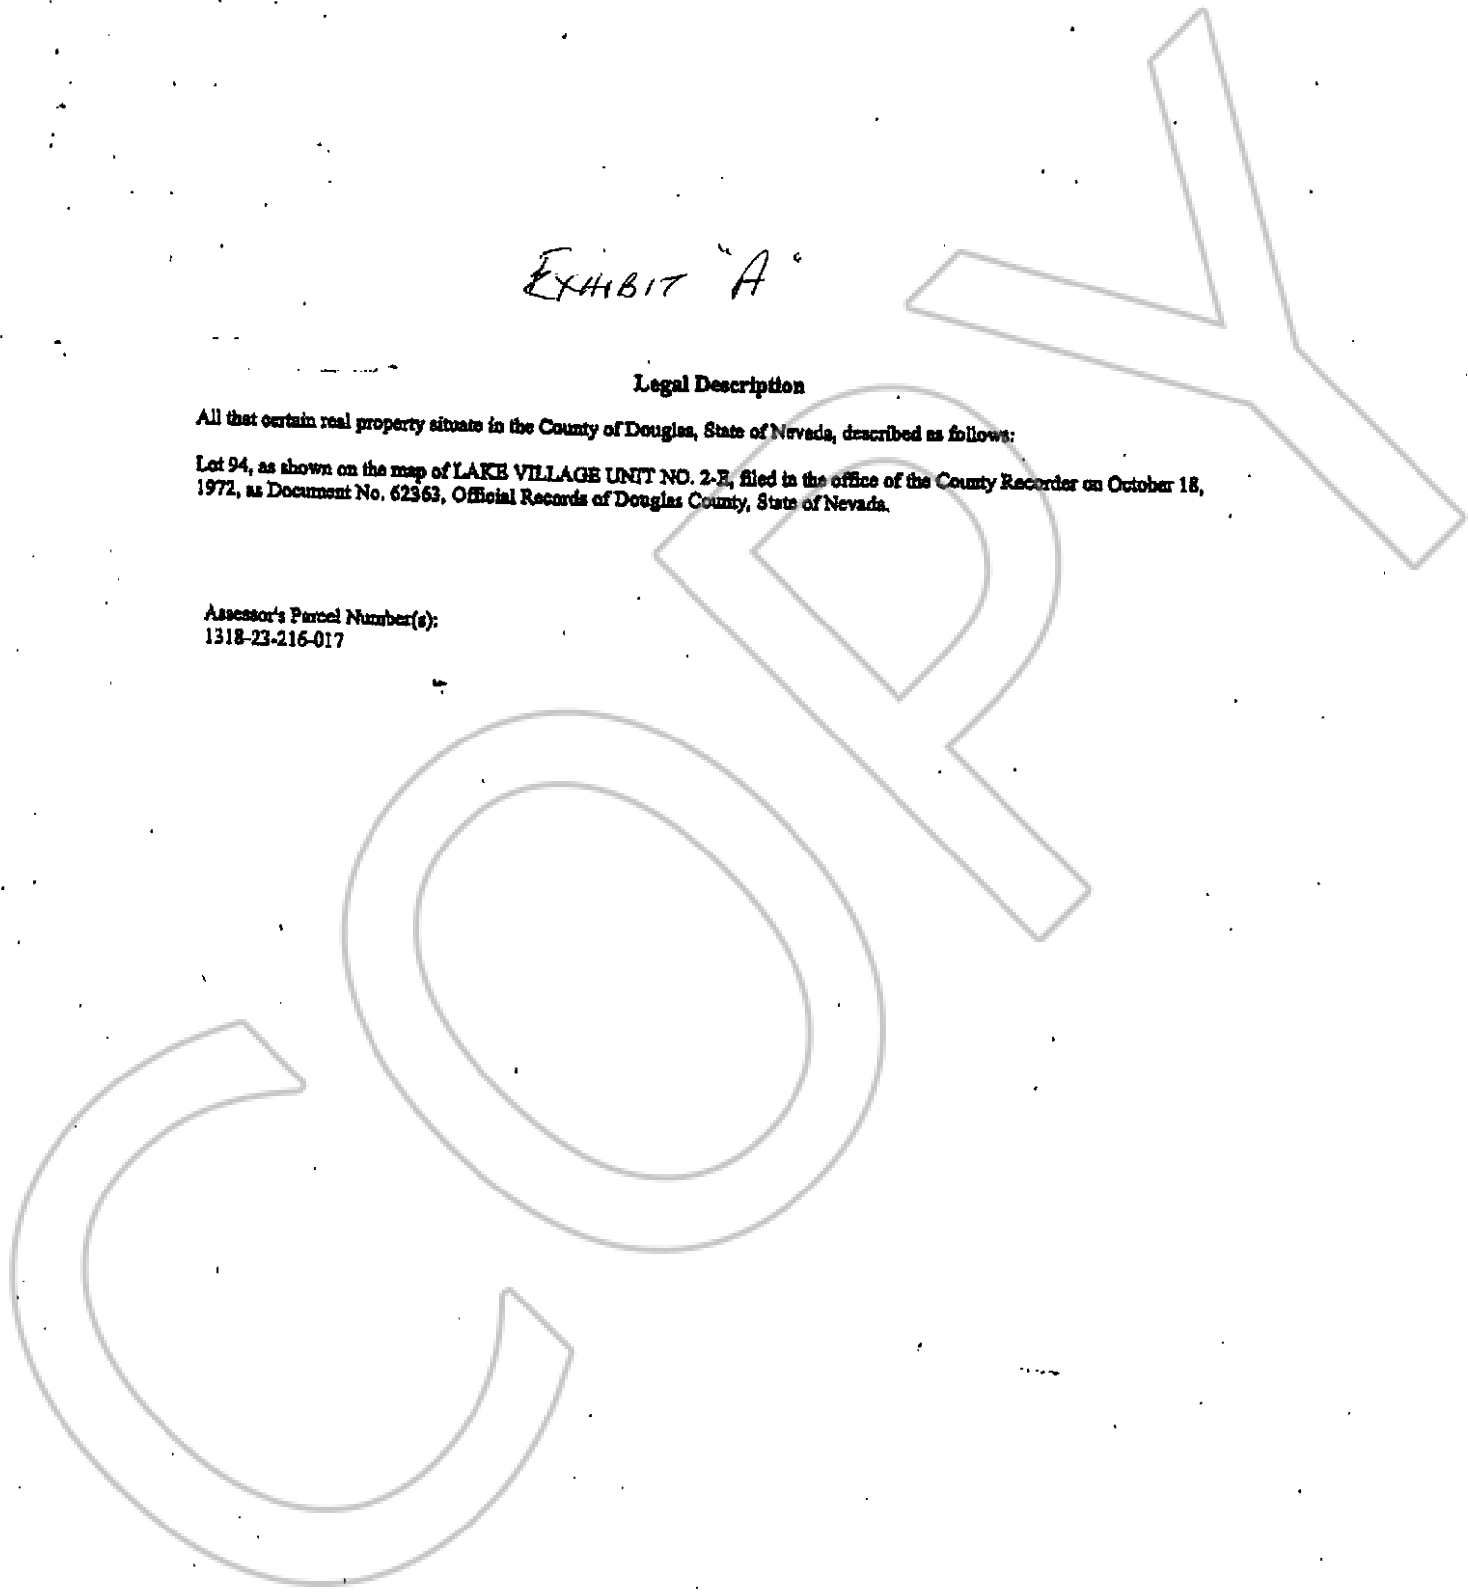 EXHIBIT "A"
Legal Description
All that certain real property situate in the County of Douglas, State of Nevada, described as follows:
Lot 94, as shown on the map of LAKE VILLAGE UNIT NO. 2-E, filed in the office of the County Recorder on October 18,
1972, as Document No. 62363, Official Records of Douglas County, State of Nevada.
Assessor's Parcel Number(s):
1318-23-216-017
COPY